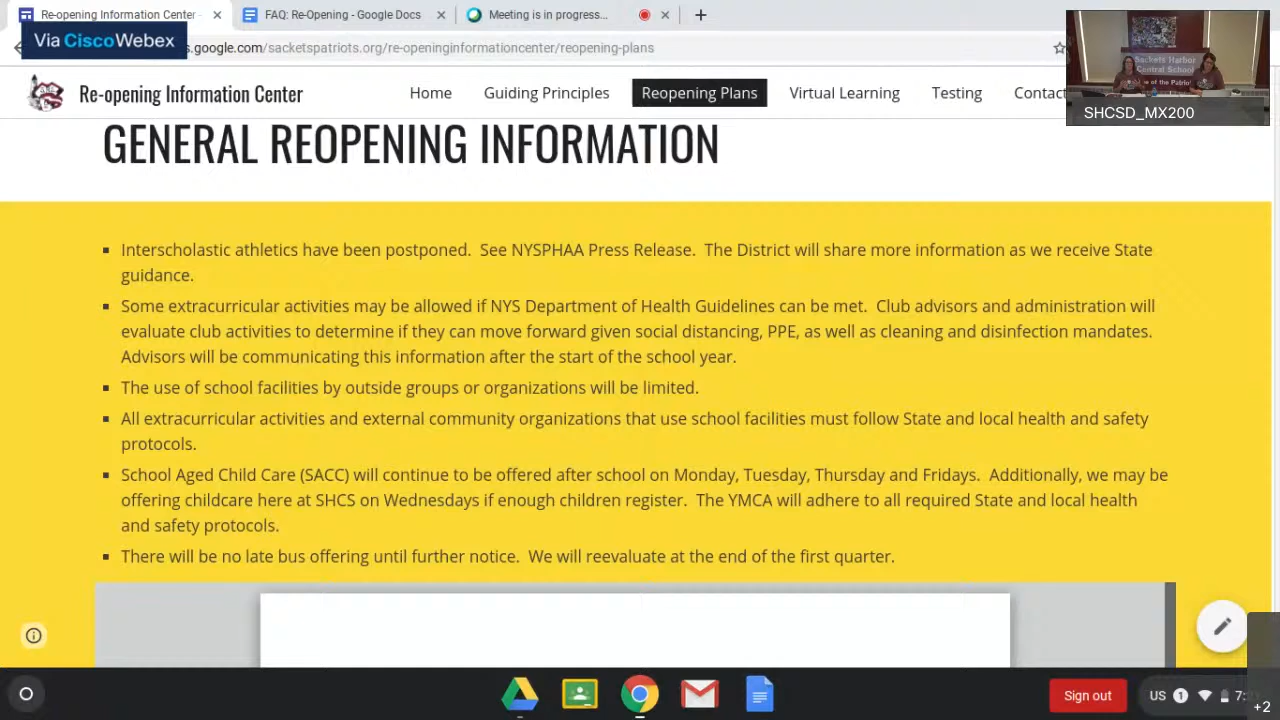 Re-opening Information Center -
FAQ: Re-Opening - Google Docs
Meeting is in progress...
Via CiscoWebex
s.google.com/sacketspatriots.org/re-openinginformationcenter/reopening-plans
Re-opening Information Center
Home
Guiding Principles
Reopening Plans
Virtual Learning
Testing
Contact
Sackets Harbor
Central School
e of the Patri
SHCSD_MX200
GENERAL REOPENING INFORMATION
▪ Interscholastic athletics have been postponed. See NYSPHAA Press Release. The District will share more information as we receive State
guidance.
▪ Some extracurricular activities may be allowed if NYS Department of Health Guidelines can be met. Club advisors and administration will
evaluate club activities to determine if they can move forward given social distancing, PPE, as well as cleaning and disinfection mandates.
Advisors will be communicating this information after the start of the school year.
▪ The use of school facilities by outside groups or organizations will be limited.
▪ All extracurricular activities and external community organizations that use school facilities must follow State and local health and safety
protocols.
▪ School Aged Child Care (SACC) will continue to be offered after school on Monday, Tuesday, Thursday and Fridays. Additionally, we may be
offering childcare here at SHCS on Wednesdays if enough children register. The YMCA will adhere to all required State and local health
and safety protocols.
▪ There will be no late bus offering until further notice. We will reevaluate at the end of the first quarter.
Sign out
US
1
+2